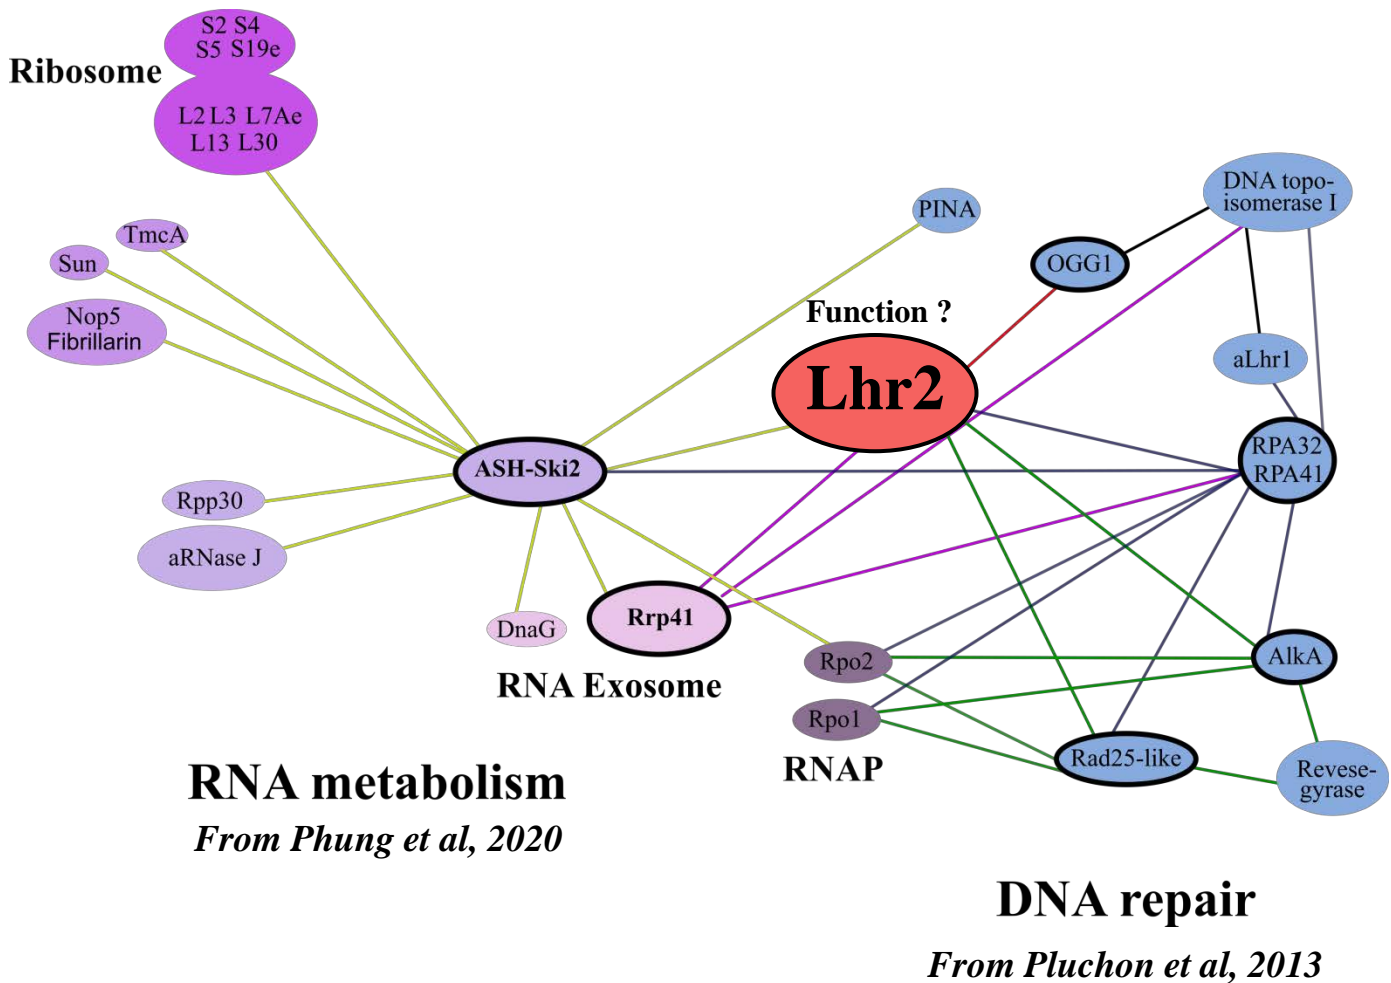 S2 S4
S5 S19e
Ribosome
L2 L3 L7Ae
L13 L30
DNA topo-
isomerase I
PINA
TmcA
OGG1
Sun
Nop5
Fibrillarin
Function ?
Lhr2
aLhr1
RPA32
RPA41
ASH-Ski2
Rpp30
aRNase J
DnaG
Rrp41
RNA Exosome
Rpo2
AlkA
Rpo1
RNAP
Rad25-like
Revese-
gyrase
RNA metabolism
From Phung et al, 2020
DNA repair
From Pluchon et al, 2013